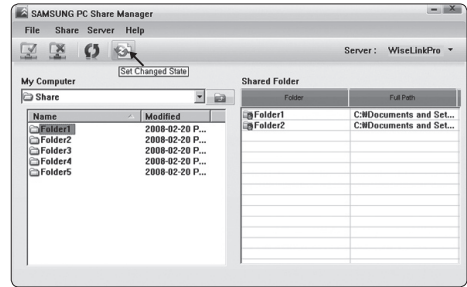 SAMSUNG PC Share Manager
File Share Server Help
Server : WiseLinkPro
Set Changed State
My Computer
Shared Folder
Share
Folder Full Path
Name Modified
Folder1 2008-02-20 P...
Folder2 2008-02-20 P...
Folder3 2008-02-20 P...
Folder4 2008-02-20 P...
Folder5 2008-02-20 P...
Folder1 C:₩Documents and Set...
Folder2 C:₩Documents and Set...